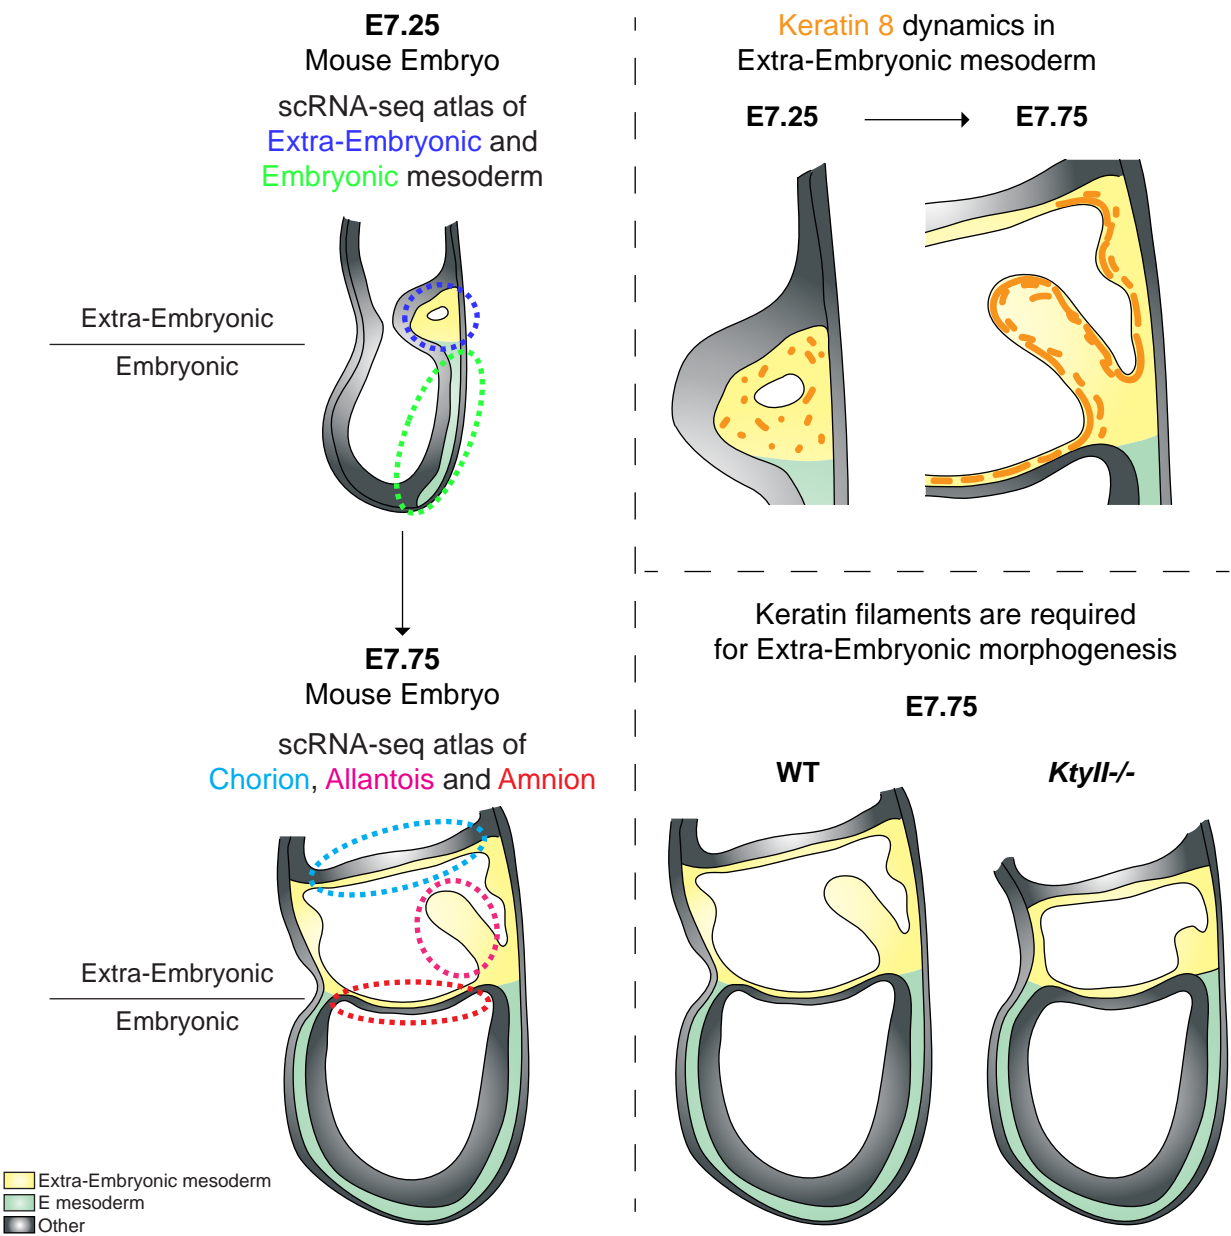 E7.25
Mouse Embryo
scRNA-seq atlas of
Extra-Embryonic and
Embryonic mesoderm
Extra-Embryonic
Embryonic
E7.75
Mouse Embryo
scRNA-seq atlas of
Chorion, Allantois and Amnion
Extra-Embryonic
Embryonic
Extra-Embryonic mesoderm
E mesoderm
Other
Keratin 8 dynamics in
Extra-Embryonic mesoderm
E7.25
E7.75
Keratin filaments are required
for Extra-Embryonic morphogenesis
E7.75
WT
KtyII-/-